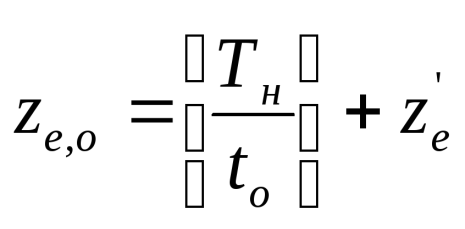 z_{e,o} = [T_н / t_o] + z'_e